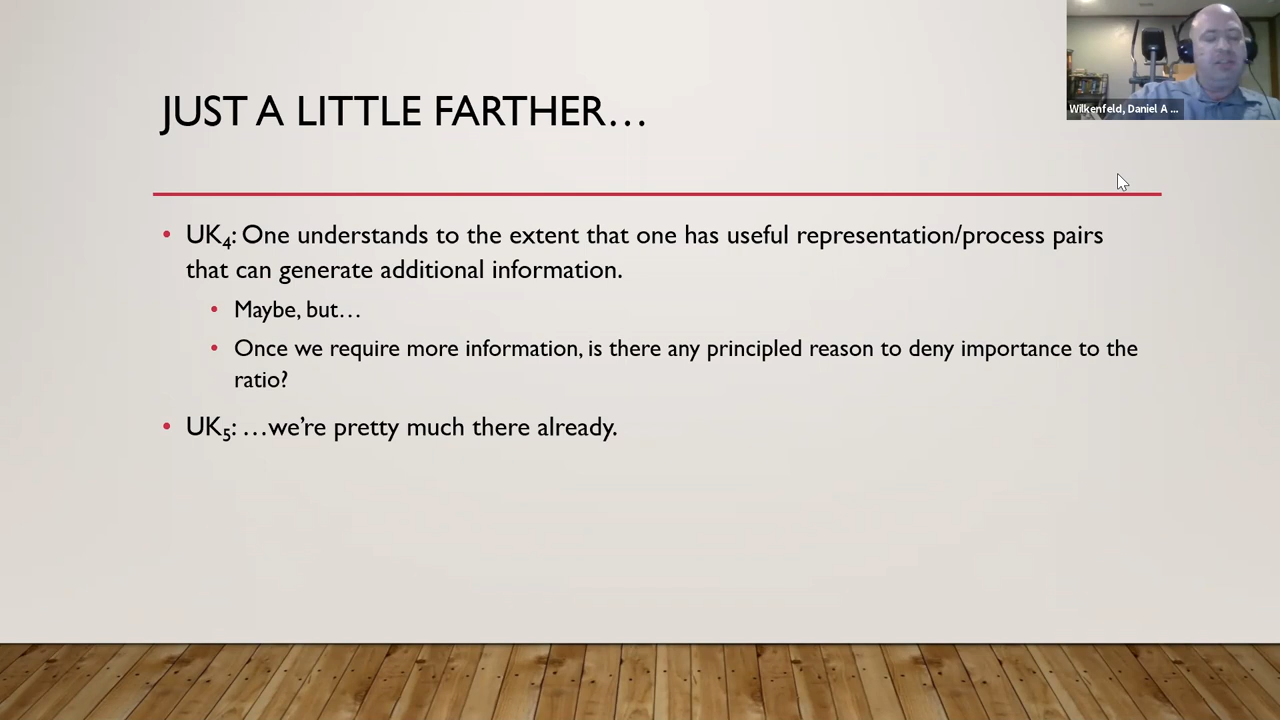 Wilkenfeld, Daniel A ...
JUST A LITTLE FARTHER…
• UK₄: One understands to the extent that one has useful representation/process pairs
that can generate additional information.
• Maybe, but…
• Once we require more information, is there any principled reason to deny importance to the
ratio?
• UK₅: …we’re pretty much there already.